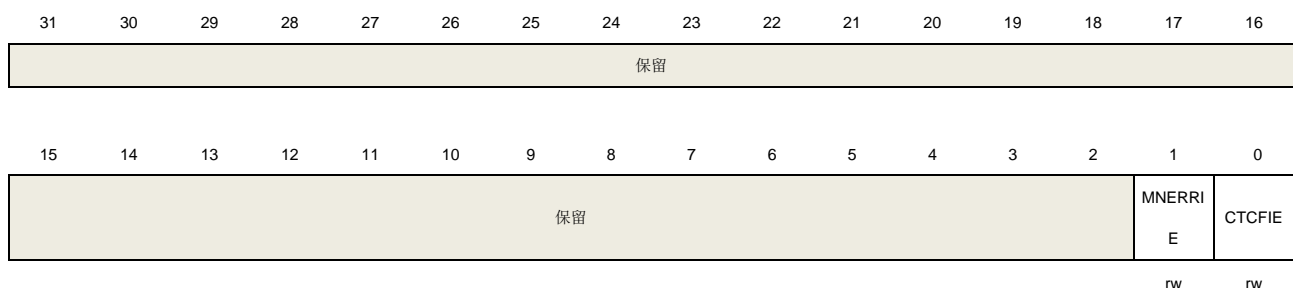 31 30 29 28 27 26 25 24 23 22 21 20 19 18 17 16
保留
15 14 13 12 11 10 9 8 7 6 5 4 3 2 1 0
保留
MNERRI
E
CTCFIE
rw rw